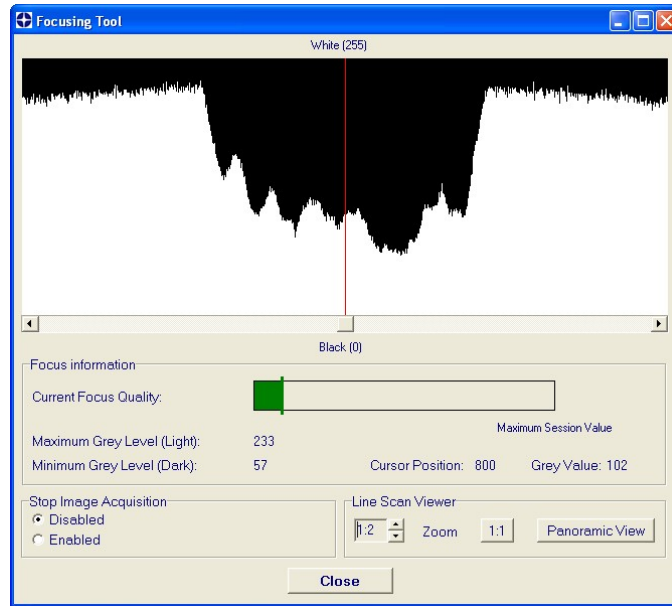 Focusing Tool
White (255)
Black (0)
Focus information
Current Focus Quality:
Maximum Session Value
Maximum Grey Level (Light): 233
Minimum Grey Level (Dark): 57 Cursor Position: 800 Grey Value: 102
Stop Image Acquisition
Disabled
Enabled
Line Scan Viewer
1:2 Zoom 1:1 Panoramic View
Close